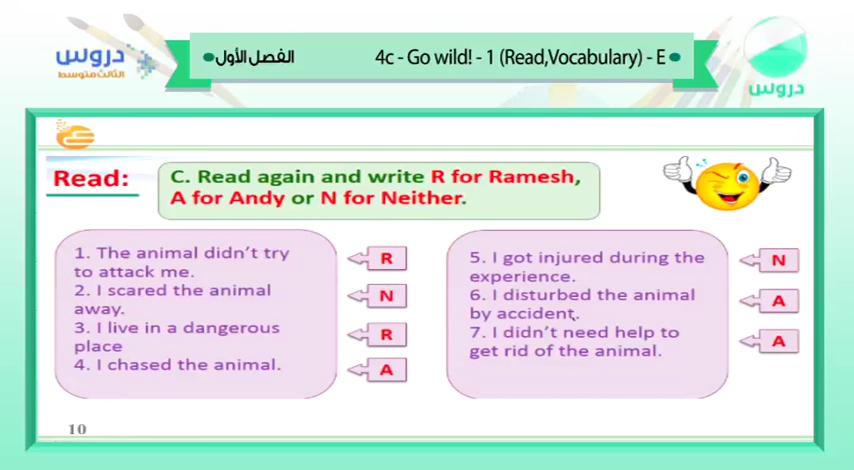 دروس
الثالث متوسط
الفصل الأول
4c - Go wild! - 1 (Read,Vocabulary) - E
دروس
Read:
C. Read again and write R for Ramesh,
A for Andy or N for Neither.
1. The animal didn't try
to attack me.
R
2. I scared the animal
away.
N
3. I live in a dangerous
place
R
4. I chased the animal.
A
5. I got injured during the
experience.
N
6. I disturbed the animal
by accident.
A
7. I didn't need help to
get rid of the animal.
A
10